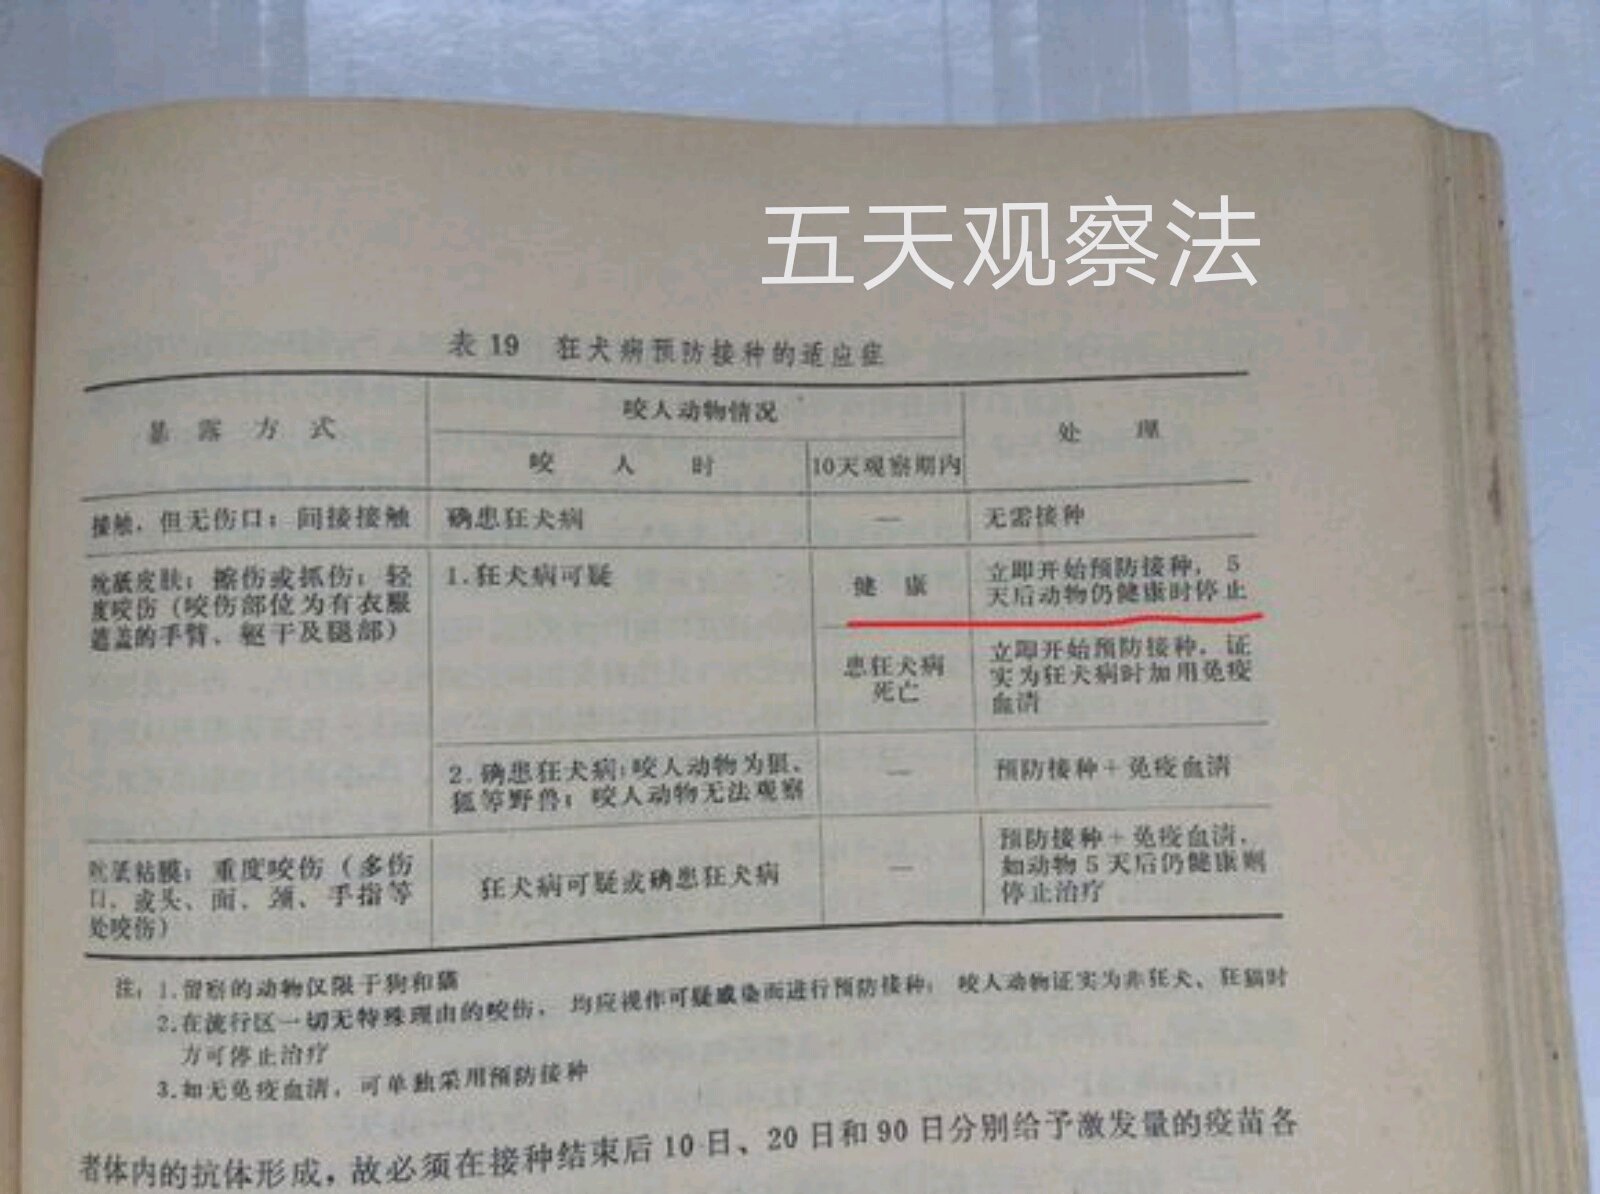 五天观察法
表 19 狂犬病预防接种的适应症
暴露方式
咬人动物情况
处理
咬人时
10天观察期内
接触，但无伤口；间接接触
确患狂犬病
—
无需接种
舐皮肤；擦伤或抓伤；轻
度咬伤（咬伤部位为有衣服
遮盖的手臂、躯干及腿部）
1.狂犬病可疑
健康
立即开始预防接种，5
天后动物仍健康时停止
患狂犬病
死亡
立即开始预防接种，证
实为狂犬病时加用免疫
血清
2.确患狂犬病；咬人动物为狼、
狐等野兽；咬人动物无法观察
—
预防接种＋免疫血清
粘膜；重度咬伤（多伤
口，或头、面、颈、手指等
处咬伤）
狂犬病可疑或确患狂犬病
—
预防接种＋免疫血清，
如动物5天后仍健康则
停止治疗
注：1.留察的动物仅限于狗和猫
2.在流行区一切无特殊理由的咬伤，均应视作可疑感染而进行预防接种；咬人动物证实为非狂犬、狂猫时
方可停止治疗
3.如无免疫血清，可单独采用预防接种
者体内的抗体形成，故必须在接种结束后10日、20日和90日分别给予激发量的疫苗各